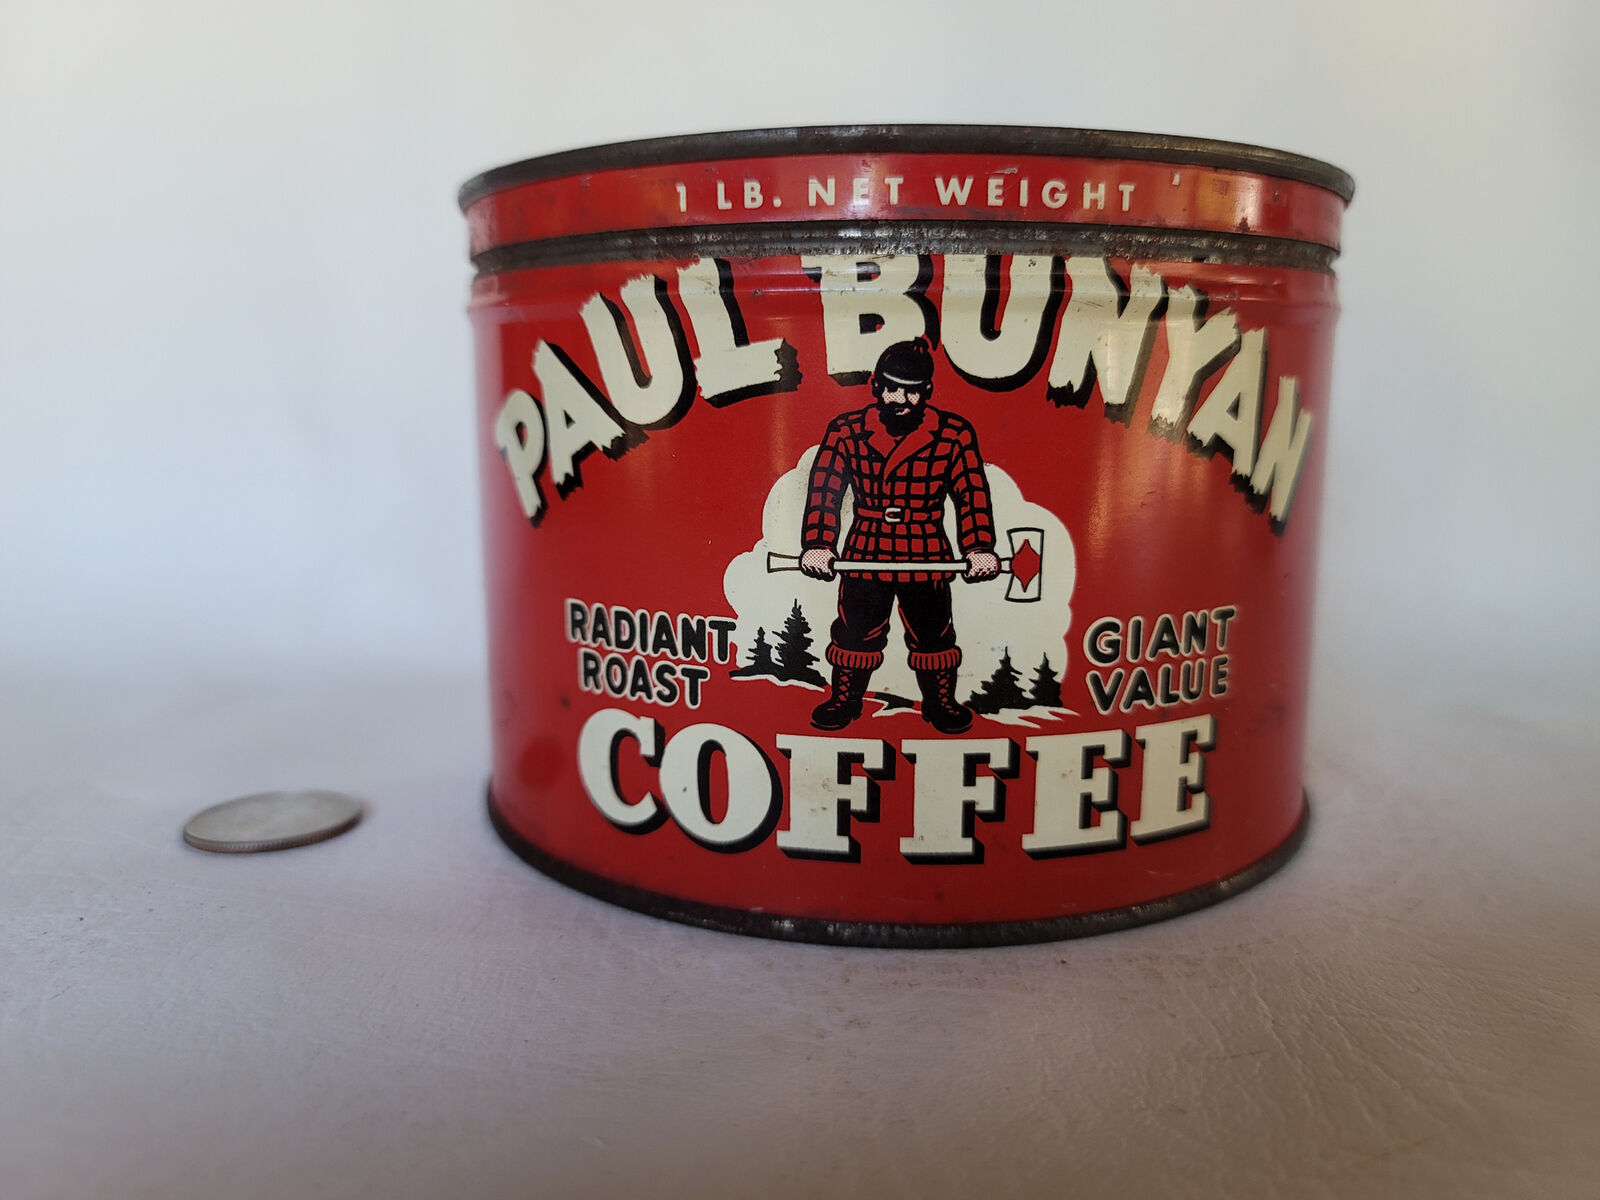 1 LB. NET WEIGHT
PAUL BUNYAN
RADIANT
ROAST
GIANT
VALUE
COFFEE